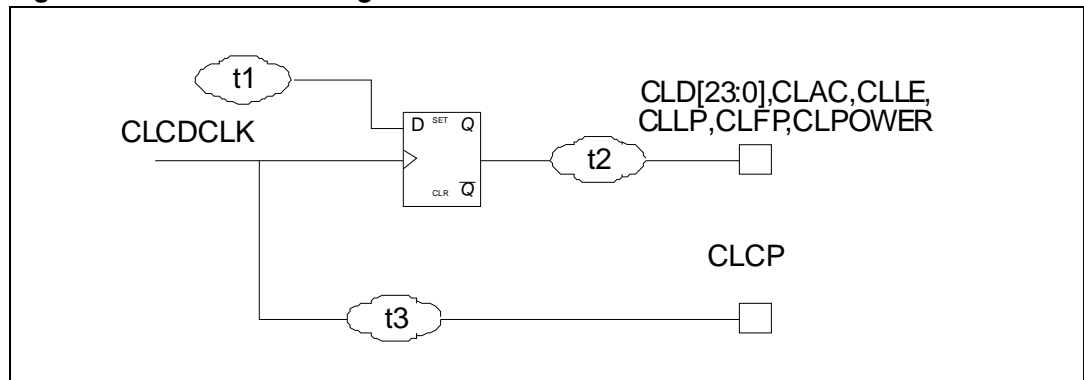 t1
CLD[23:0],CLAC,CLLE,
CLLP,CLFP,CLPOWER
CLCDCLK
D SET Q
t2
CLR Q
CLCP
t3